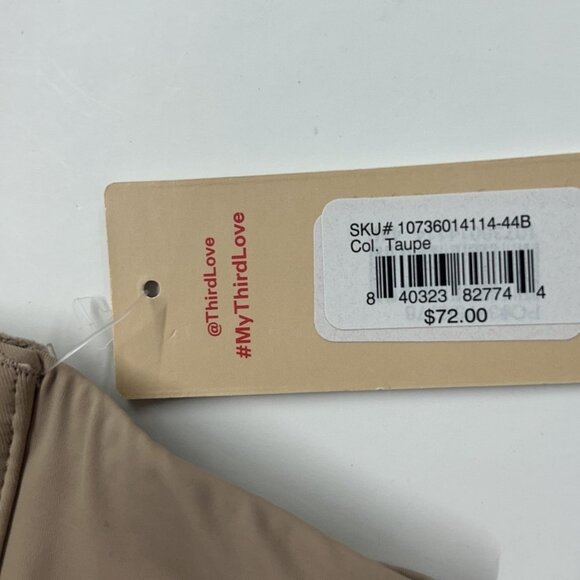 @ThirdLove
#MyThirdLove
SKU# 10736014114-44B
Col. Taupe
8 40323 82774 4
$72.00